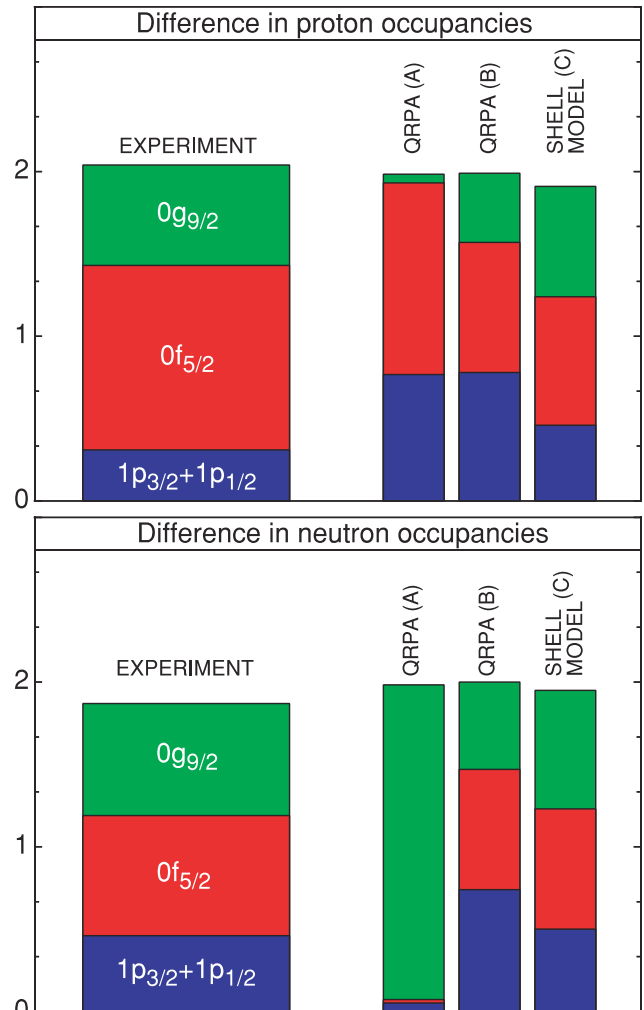 Difference in proton occupancies
EXPERIMENT
QRPA (A)
QRPA (B)
SHELL (C)
MODEL
2
1
0
0g9/2
0f5/2
1p3/2+1p1/2
Difference in neutron occupancies
EXPERIMENT
QRPA (A)
QRPA (B)
SHELL (C)
MODEL
2
1
0
0g9/2
0f5/2
1p3/2+1p1/2